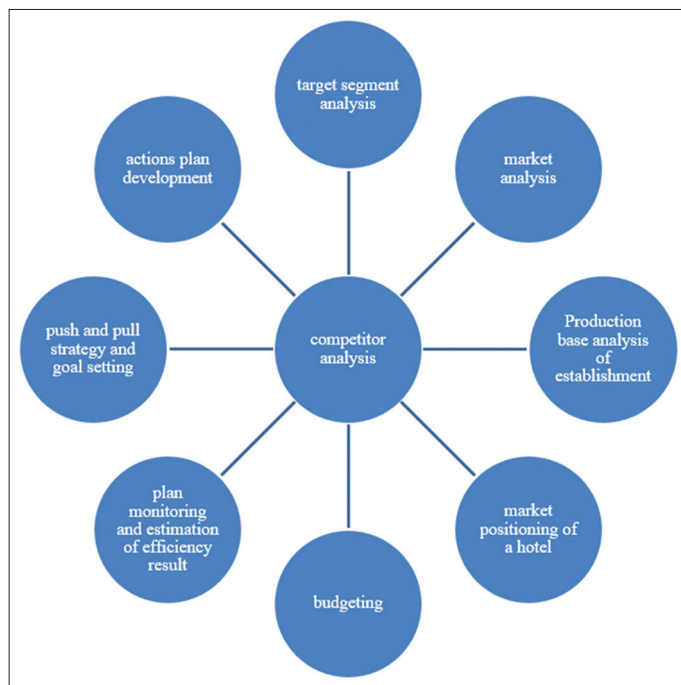 target segment
analysis
market
analysis
Production
base analysis
of
establishment
market
positioning of
a hotel
budgeting
plan
monitoring
and estimation
of efficiency
result
push and pull
strategy and
goal setting
actions plan
development
competitor
analysis